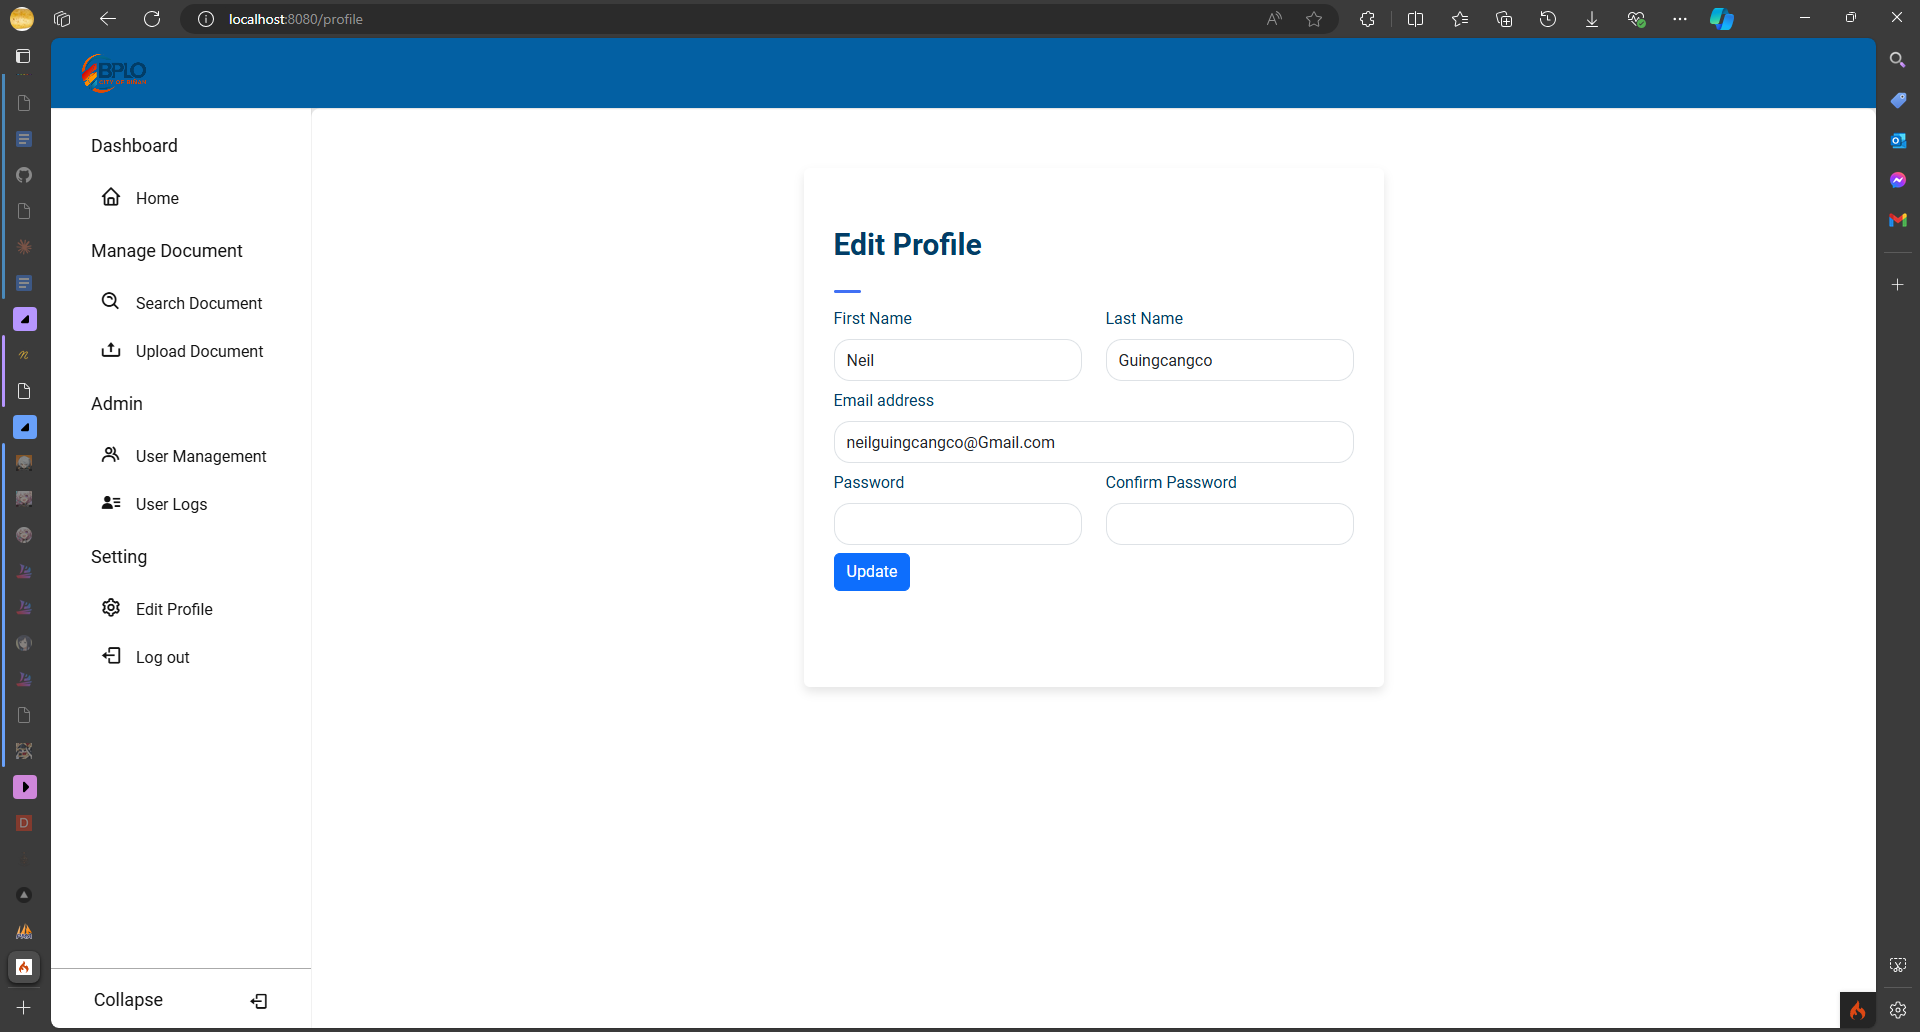 localhost:8080/profile
BPLO
Dashboard
Home
Manage Document
Search Document
Upload Document
Admin
User Management
User Logs
Setting
Edit Profile
Log out
Collapse
Edit Profile
First Name
Last Name
Neil
Guingcangco
Email address
neilguingcangco@Gmail.com
Password
Confirm Password
Update